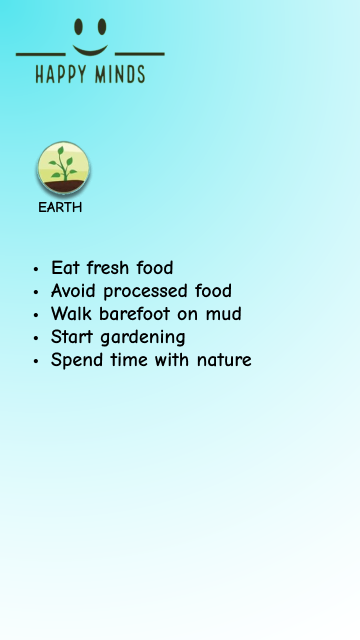 HAPPY MINDS
EARTH
• Eat fresh food
• Avoid processed food
• Walk barefoot on mud
• Start gardening
• Spend time with nature